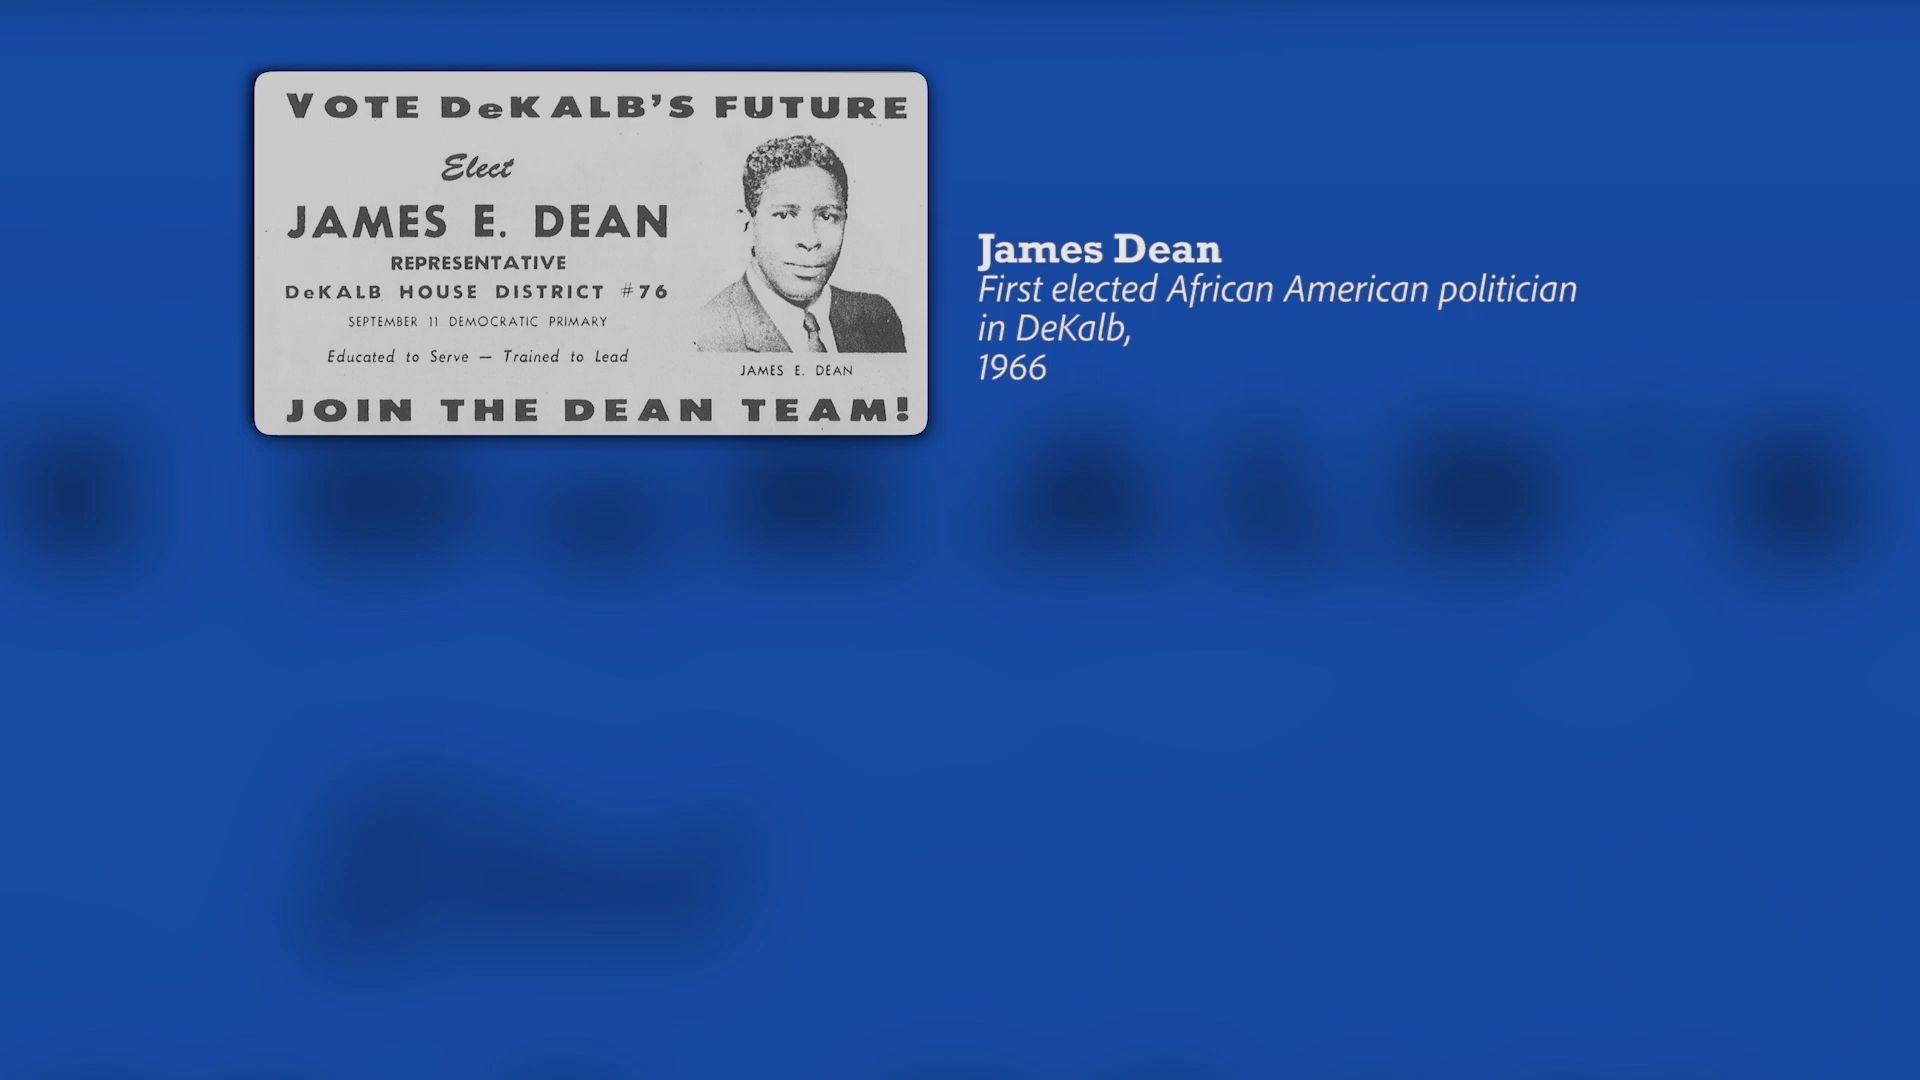 VOTE DeKALB'S FUTURE
Elect
JAMES E. DEAN
REPRESENTATIVE
DeKALB HOUSE DISTRICT #76
SEPTEMBER 11 DEMOCRATIC PRIMARY
Educated to Serve — Trained to Lead
JAMES E. DEAN
JOIN THE DEAN TEAM!
James Dean
First elected African American politician
in DeKalb,
1966